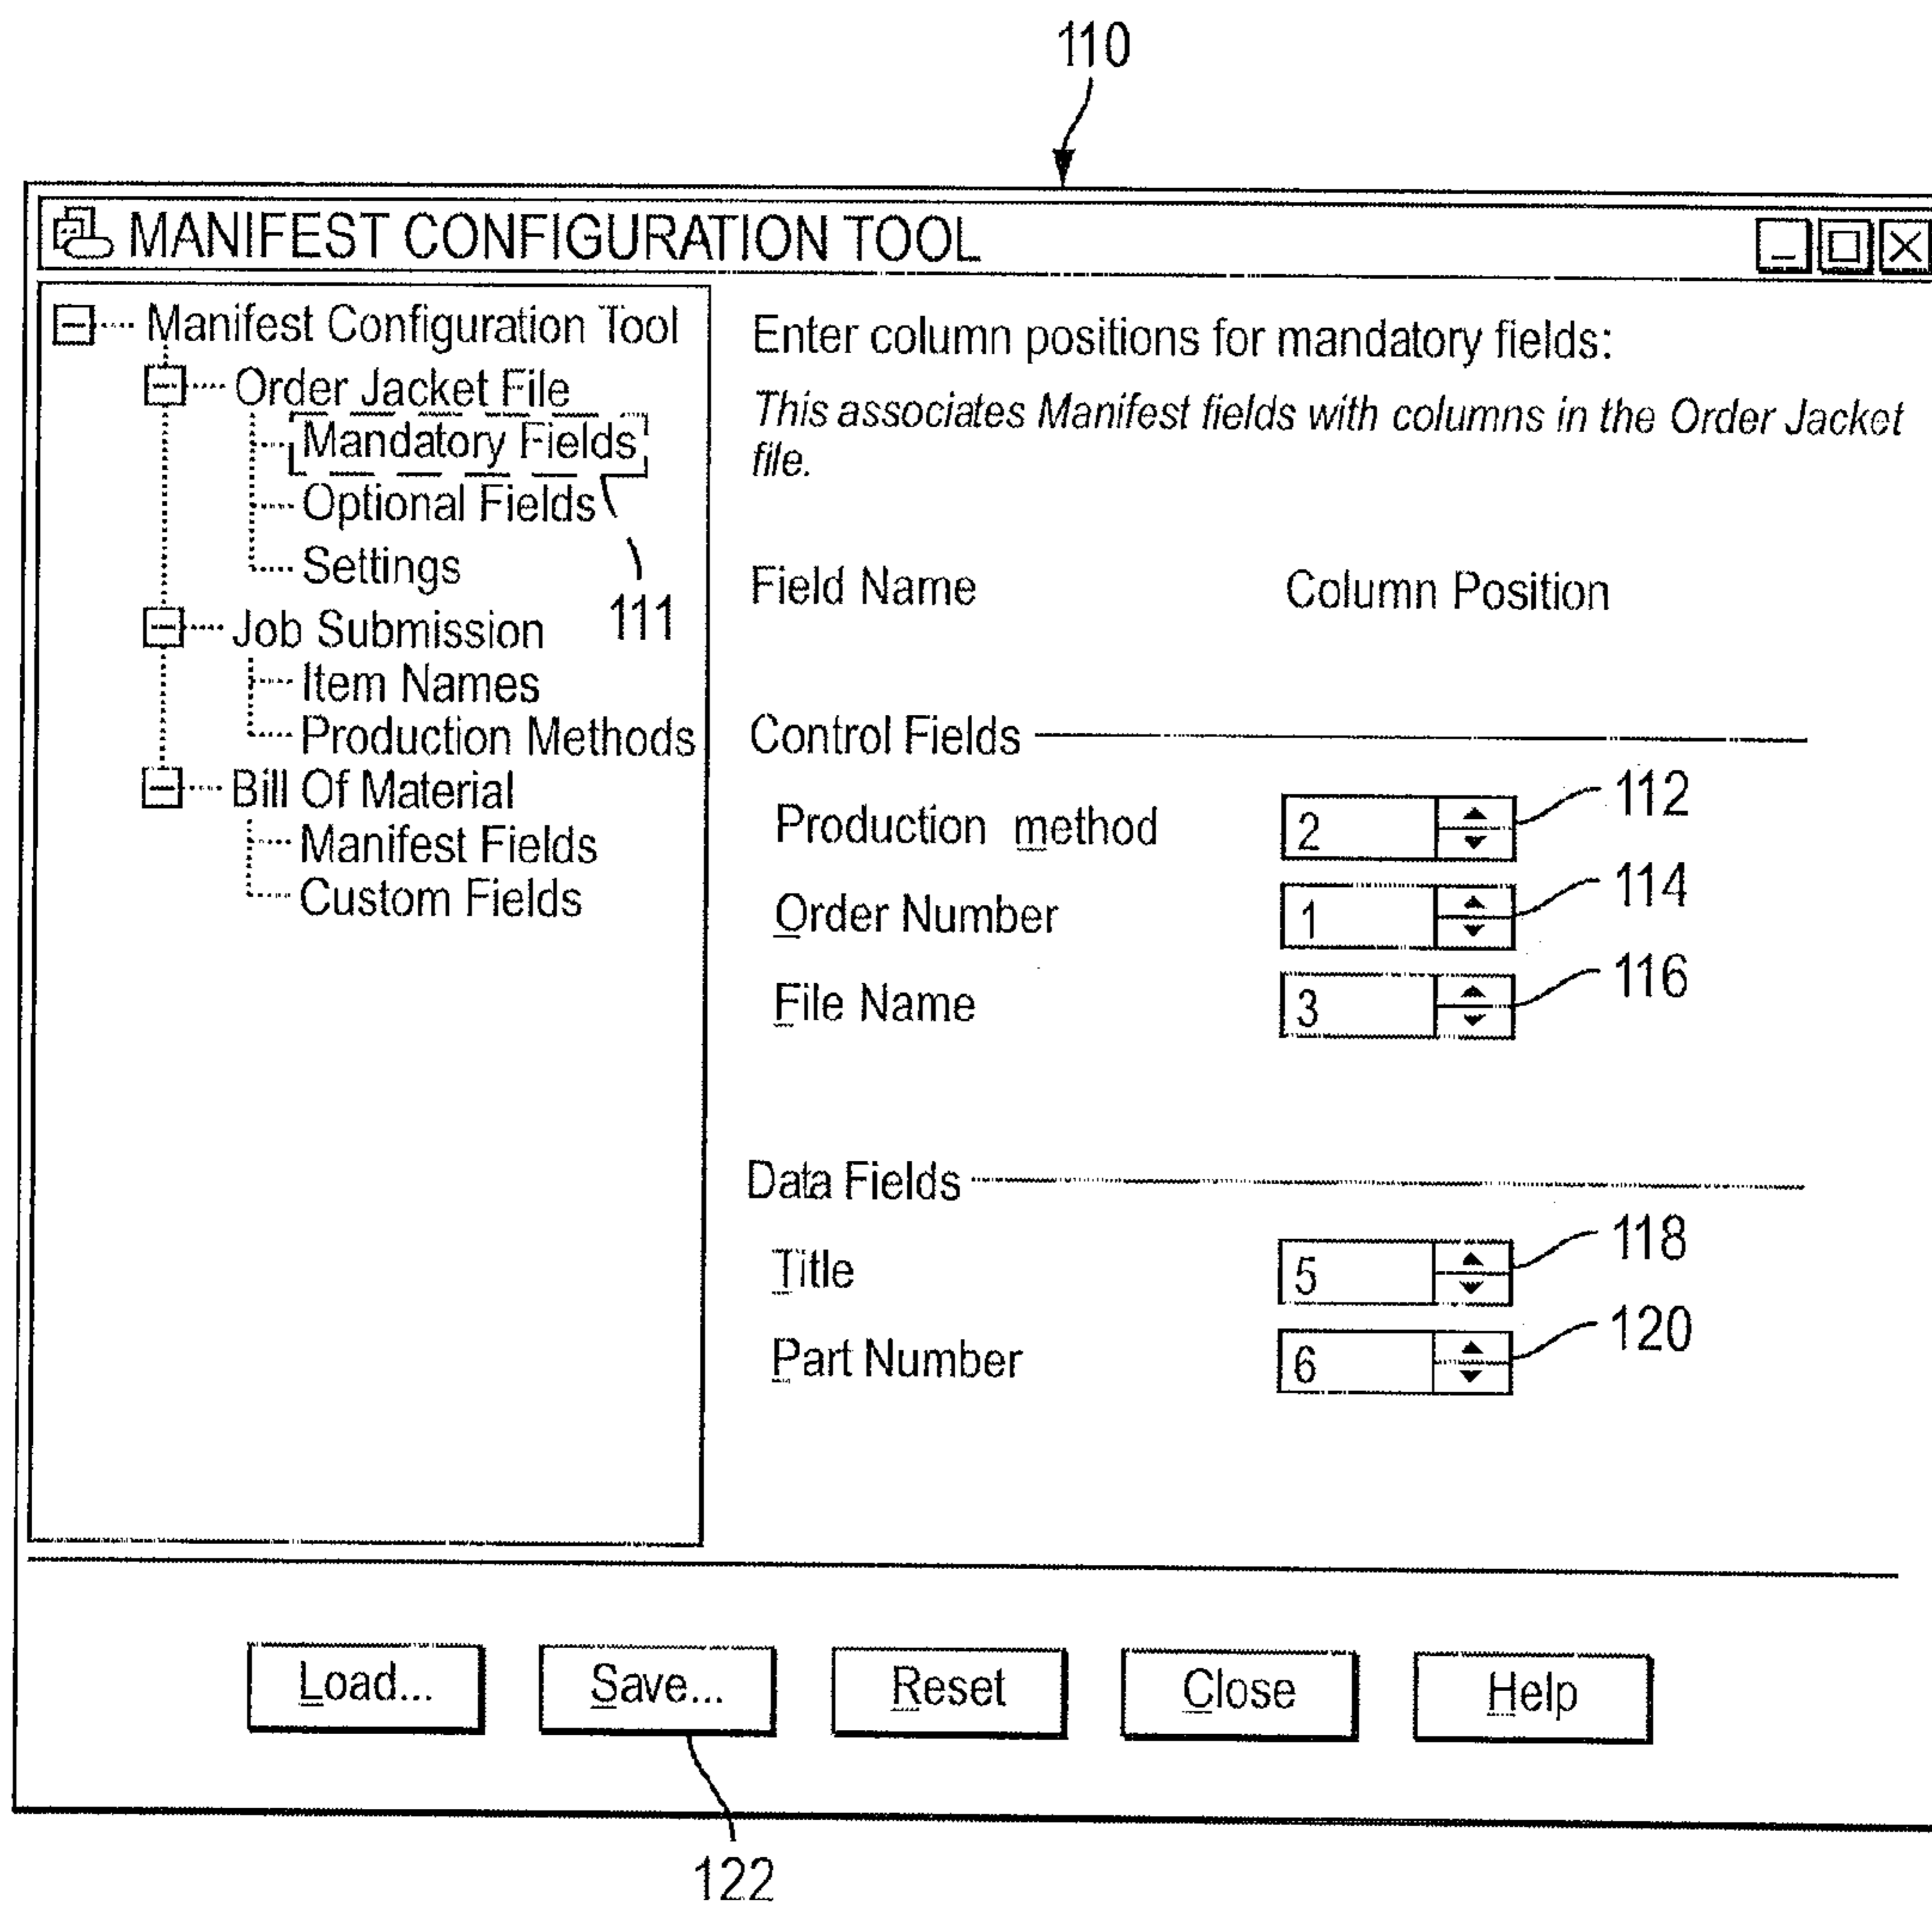 110
MANIFEST CONFIGURATION TOOL
Manifest Configuration Tool
Order Jacket File
Mandatory Fields
Optional Fields
Settings
111
Job Submission
Item Names
Production Methods
Bill Of Material
Manifest Fields
Custom Fields
Enter column positions for mandatory fields:
This associates Manifest fields with columns in the Order Jacket
file.
Field Name Column Position
Control Fields
Production method 2 112
Order Number 1 114
File Name 3 116
Data Fields
Title 5 118
Part Number 6 120
Load... Save... Reset Close Help
122